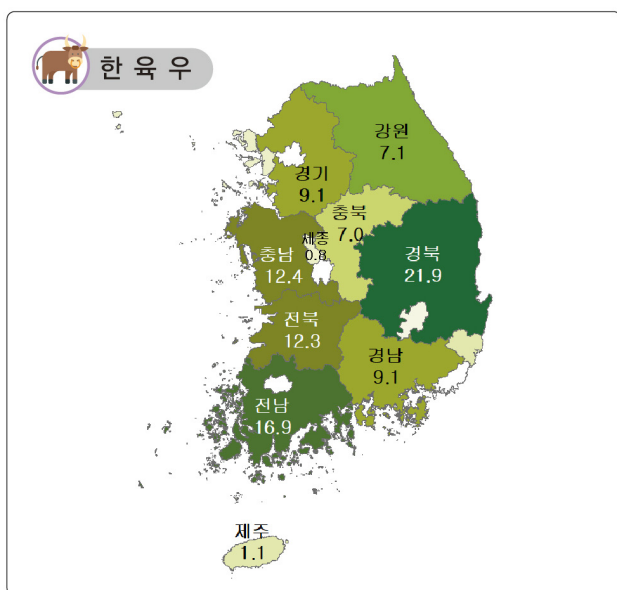 한 육 우
강원
7.1
경기
9.1
충북
7.0
세종
0.8
충남
12.4
경북
21.9
전북
12.3
경남
9.1
전남
16.9
제주
1.1